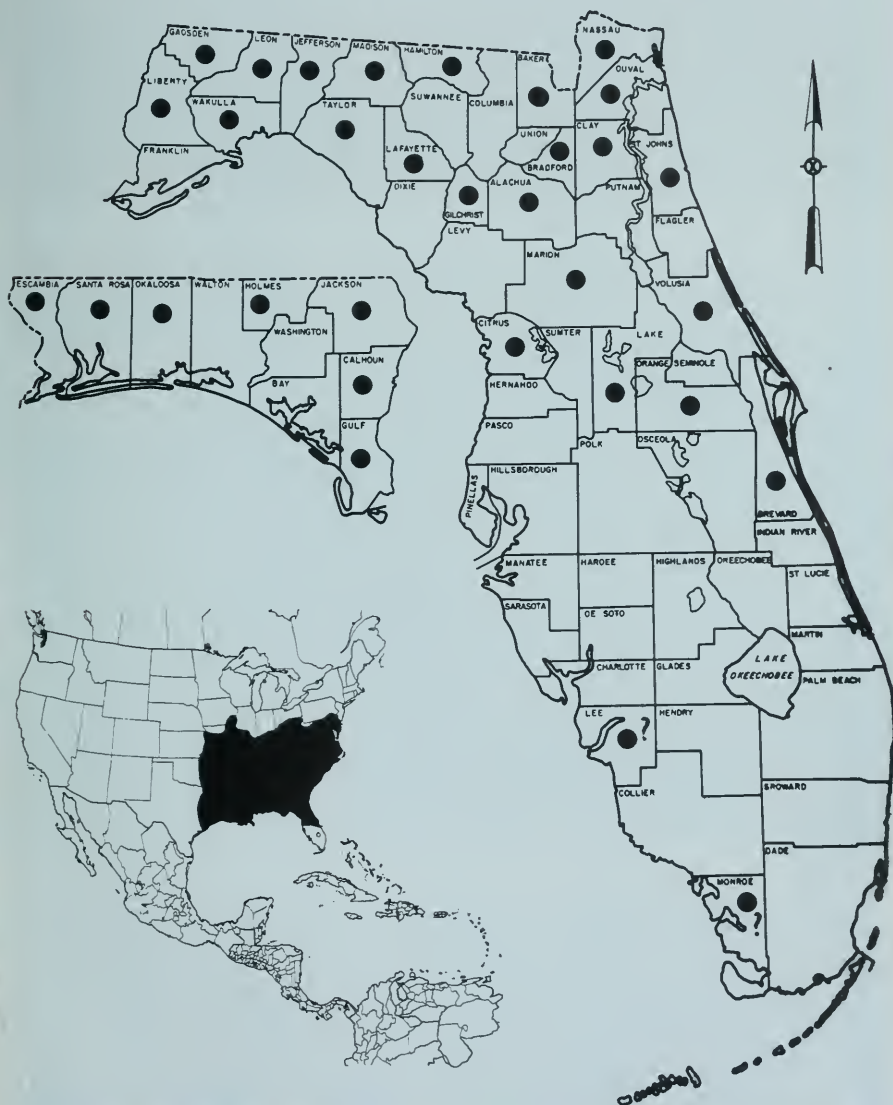 NASSAU
GADSDEN
LEON
JEFFERSON
MADISON
HAMILTON
BAKER
DUVAL
LIBERTY
WAKULLA
TAYLOR
SUWANNEE
COLUMBIA
UNION
CLAY
ST JOHNS
FRANKLIN
LAFAYETTE
BRADFORD
DIXIE
GILCHRIST
ALACHUA
PUTNAM
LEVY
FLAGLER
MARION
VOLUSIA
ESCAMBIA
SANTA ROSA
OKALOOSA
WALTON
HOLMES
JACKSON
WASHINGTON
CALHOUN
BAY
GULF
CITRUS
SUMTER
LAKE
ORANGE
SEMINOLE
HERNANDO
PASCO
POLK
OSCEOLA
HILLSBOROUGH
PINELLAS
BREVARD
INDIAN RIVER
MANATEE
HARDEE
HIGHLANDS
OKEECHOBEE
ST LUCIE
SARASOTA
DE SOTO
MARTIN
LAKE
OKEECHOBEE
CHARLOTTE
GLADES
PALM BEACH
LEE
HENDRY
?
COLLIER
BROWARD
DADE
MONROE
?